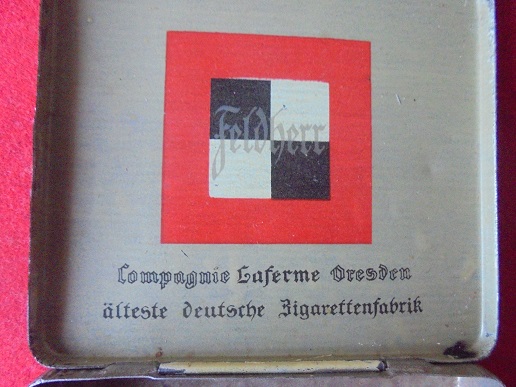 Feldherr
Compagnie Laferme Dresden
älteste deutsche Zigarettenfabrik